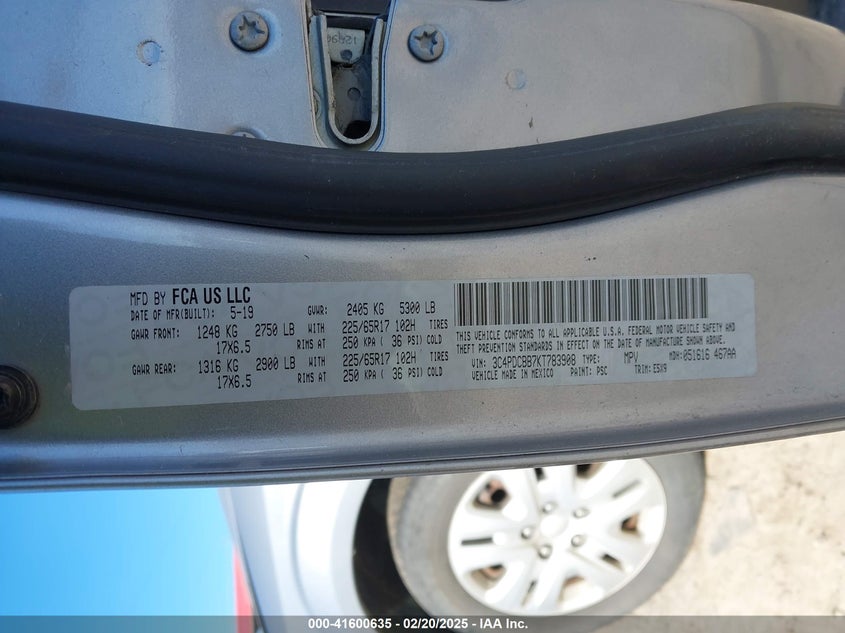 MFD BY FCA US LLC
DATE OF MFR(BUILT): 5-19 GVWR: 2405 KG 5300 LB
GAWR FRONT: 1248 KG 2750 LB WITH 225/65R17 102H TIRES
17X6.5 RIMS AT 250 KPA ( 36 PSI) COLD
GAWR REAR: 1316 KG 2900 LB WITH 225/65R17 102H TIRES
17X6.5 RIMS AT 250 KPA ( 36 PSI) COLD
THIS VEHICLE CONFORMS TO ALL APPLICABLE U.S.A. FEDERAL MOTOR VEHICLE SAFETY AND
THEFT PREVENTION STANDARDS IN EFFECT ON THE DATE OF MANUFACTURE SHOWN ABOVE.
VIN: 3C4PDCBB7KT783908 TYPE: MPV MDH: 051616 467AA
VEHICLE MADE IN MEXICO PAINT: PSC TRIM: E5X9
000-41600635 - 02/20/2025 - IAA Inc.